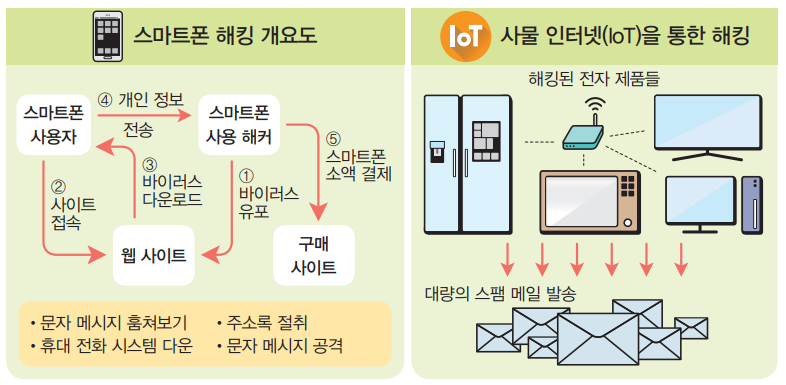 스마트폰 해킹 개요도
스마트폰
사용자
④ 개인 정보
전송
스마트폰
사용 해커
⑤
스마트폰
소액 결제
②
사이트
접속
③
바이러스
다운로드
①
바이러스
유포
웹 사이트
구매
사이트
• 문자 메시지 훔쳐보기
• 주소록 절취
• 휴대 전화 시스템 다운
• 문자 메시지 공격
IoT
사물 인터넷(IoT)을 통한 해킹
해킹된 전자 제품들
대량의 스팸 메일 발송